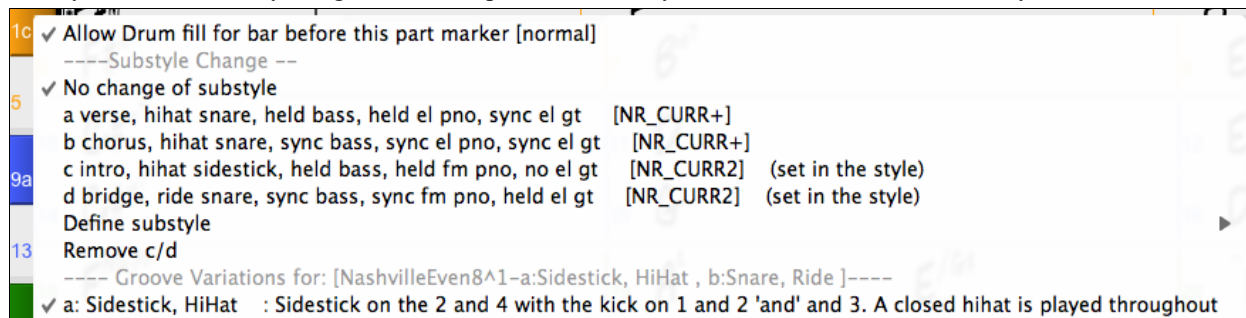 1c ✓ Allow Drum fill for bar before this part marker [normal]
----Substyle Change --
✓ No change of substyle
5
a verse, hihat snare, held bass, held el pno, sync el gt [NR_CURR+]
b chorus, hihat snare, sync bass, sync el pno, sync el gt [NR_CURR+]
c intro, hihat sidestick, held bass, held fm pno, no el gt [NR_CURR2] (set in the style)
9a
d bridge, ride snare, sync bass, sync fm pno, held el gt [NR_CURR2] (set in the style)
Define substyle
13 Remove c/d
---- Groove Variations for: [NashvilleEven8^1-a:Sidestick, HiHat , b:Snare, Ride ]----
✓ a: Sidestick, HiHat : Sidestick on the 2 and 4 with the kick on 1 and 2 'and' and 3. A closed hihat is played throughout